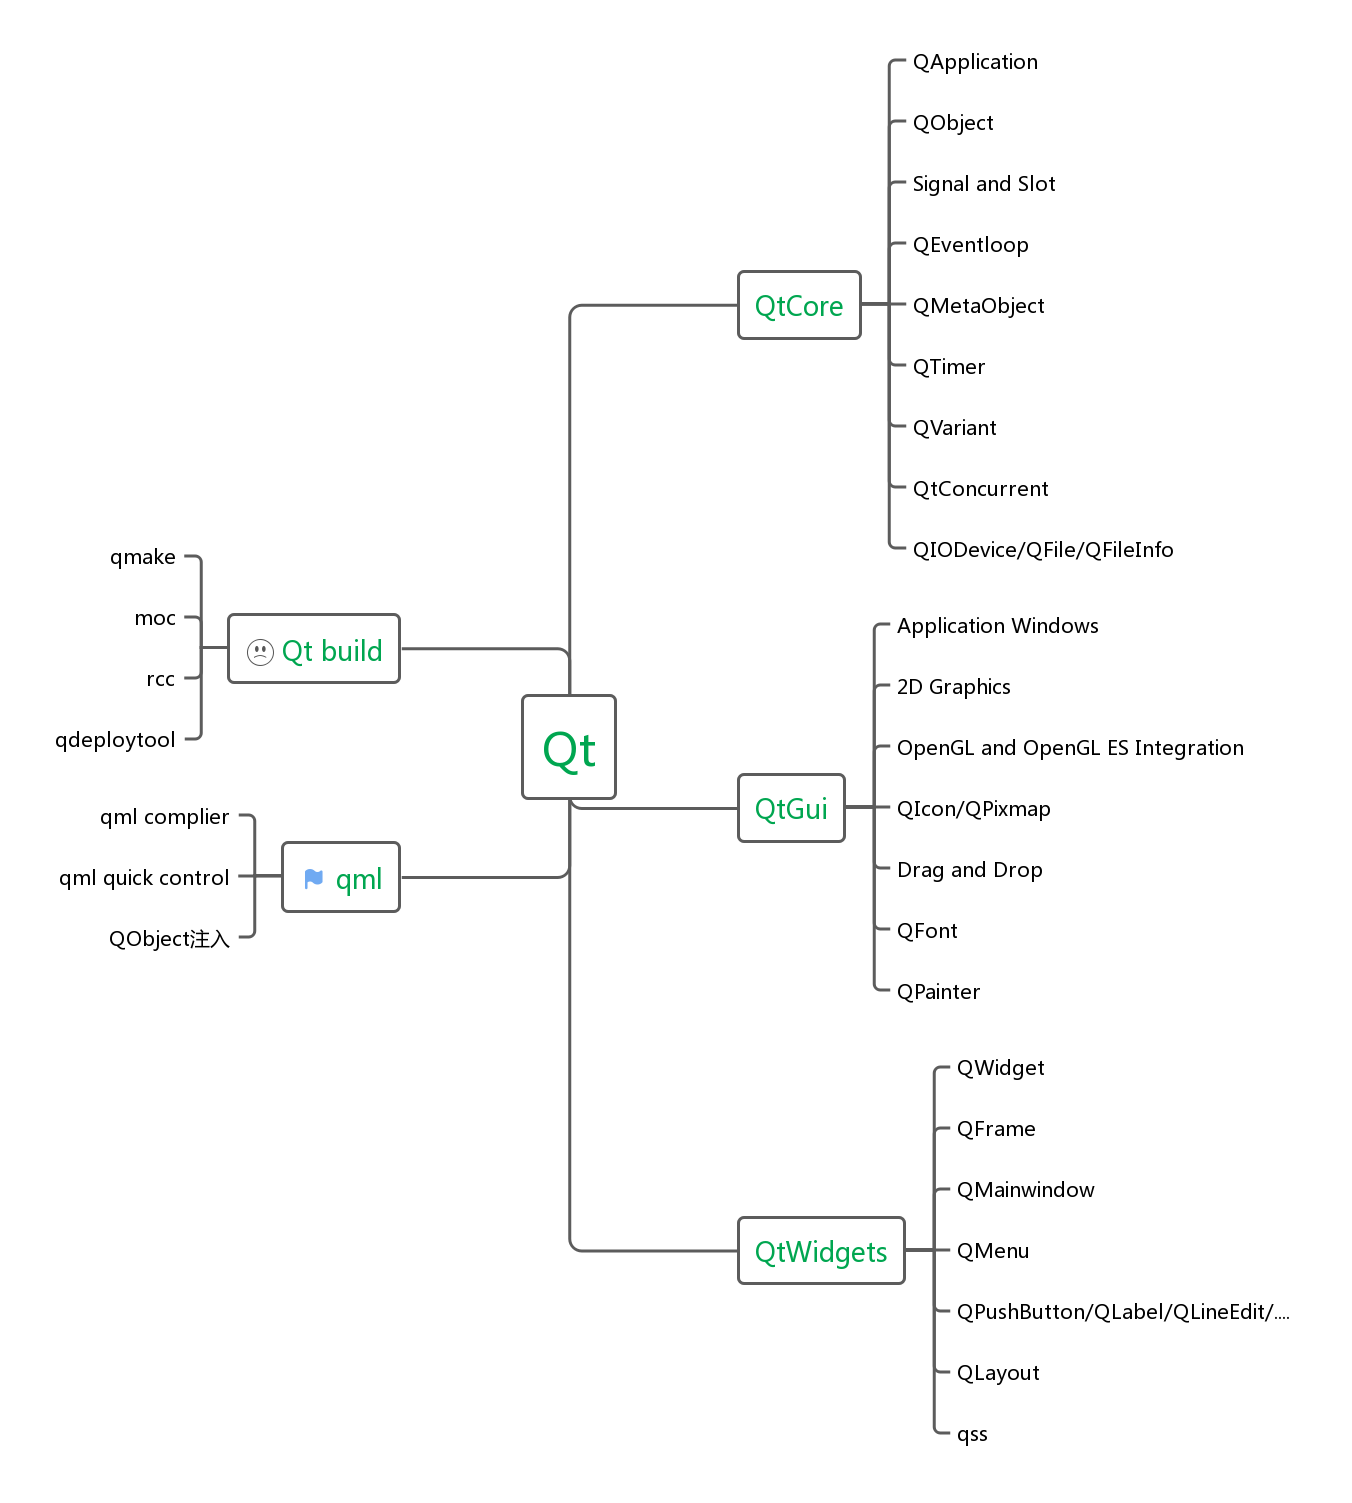 Qt
QtCore
QApplication
QObject
Signal and Slot
QEventloop
QMetaObject
QTimer
QVariant
QtConcurrent
QIODevice/QFile/QFileInfo
QtGui
Application Windows
2D Graphics
OpenGL and OpenGL ES Integration
QIcon/QPixmap
Drag and Drop
QFont
QPainter
QtWidgets
QWidget
QFrame
QMainwindow
QMenu
QPushButton/QLabel/QLineEdit/....
QLayout
qss
Qt build
qmake
moc
rcc
qdeploytool
qml
qml complier
qml quick control
QObject注入